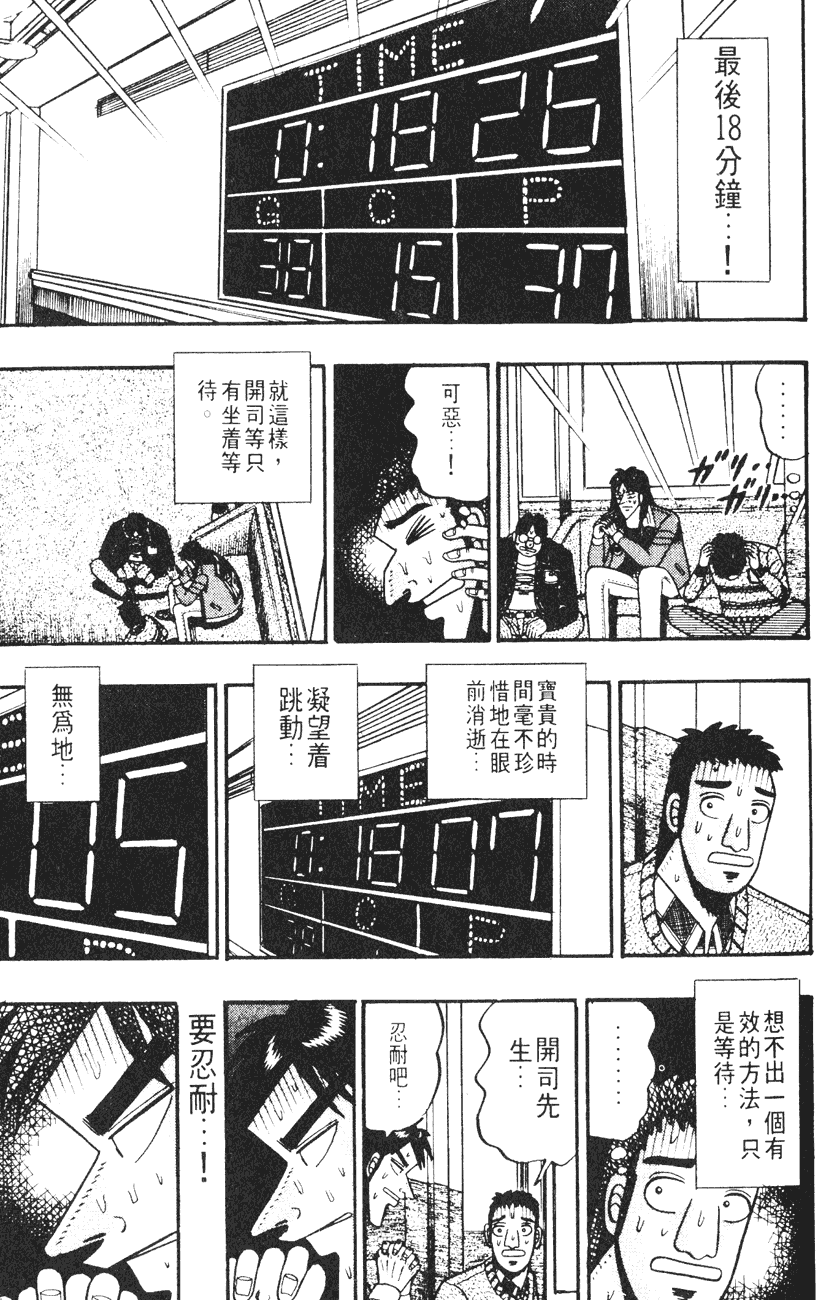 最後18分鐘…！
TIME
0:18 26
G C P
38 15 37
……
ガリ‥
ガリ‥
可惡…！
就這樣，
開司等只
有坐着等
待。
寶貴的時
間毫不珍
惜地在眼
前消逝…
凝望着
跳動…
TIME
0:18 07
G C P
無爲地…
05
P
想不出一個有
效的方法，只
是等待…
……
開司先
生…
忍耐吧…
要忍耐…！